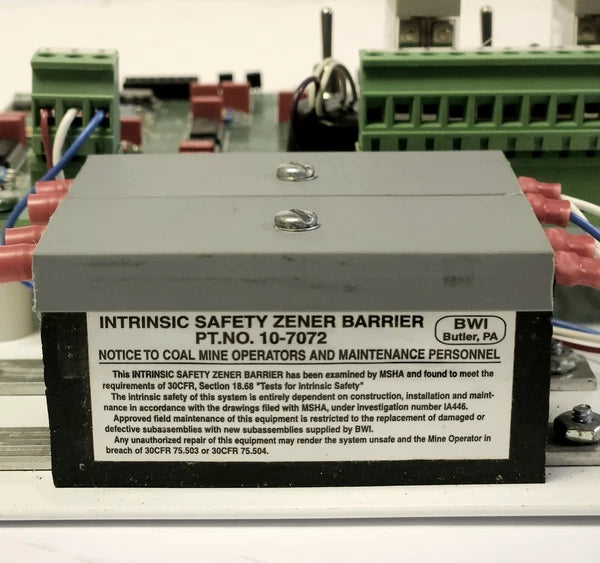 INTRINSIC SAFETY ZENER BARRIER
PT.NO. 10-7072
BWI
Butler, PA
NOTICE TO COAL MINE OPERATORS AND MAINTENANCE PERSONNEL
This INTRINSIC SAFETY ZENER BARRIER has been examined by MSHA and found to meet the
requirements of 30CFR, Section 18.68 "Tests for intrinsic Safety"
The intrinsic safety of this system is entirely dependent on construction, installation and maint-
nance in accordance with the drawings filed with MSHA, under investigation number IA446.
Approved field maintenance of this equipment is restricted to the replacement of damaged or
defective subassemblies with new subassemblies supplied by BWI.
Any unauthorized repair of this equipment may render the system unsafe and the Mine Operator in
breach of 30CFR 75.503 or 30CFR 75.504.